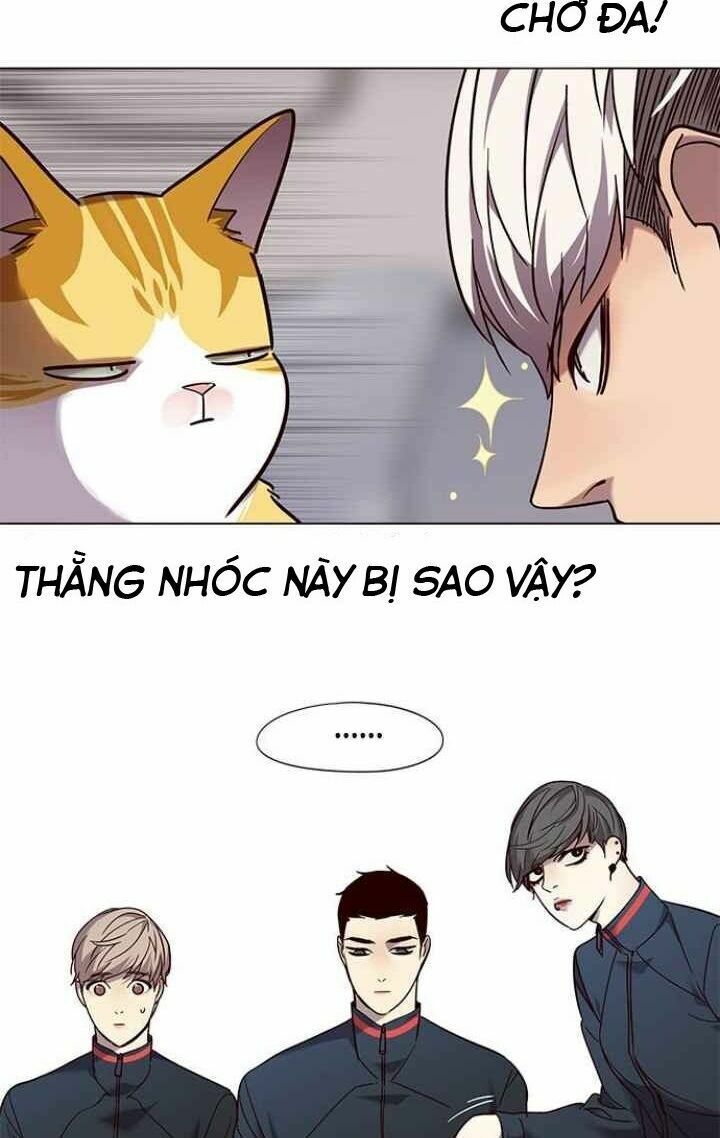 CHỜ ĐÃ!
THẰNG NHÓC NÀY BỊ SAO VẬY?
......